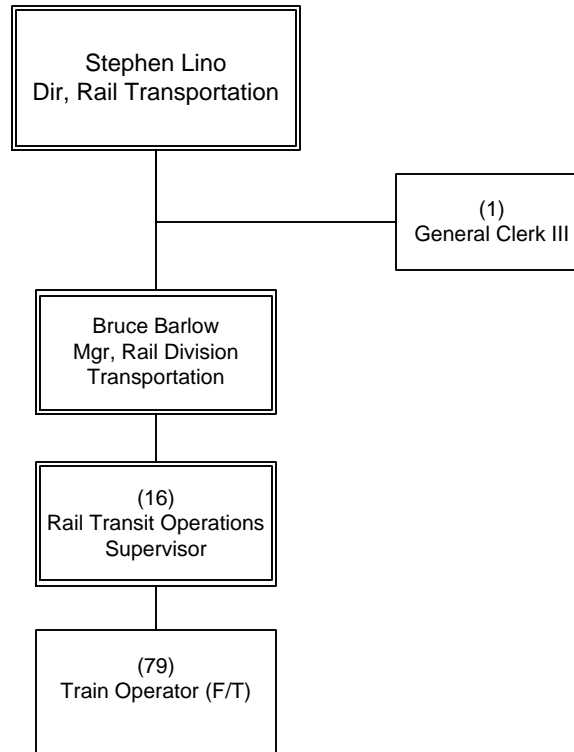 Stephen Lino
Dir, Rail Transportation
(1)
General Clerk III
Bruce Barlow
Mgr, Rail Division
Transportation
(16)
Rail Transit Operations
Supervisor
(79)
Train Operator (F/T)